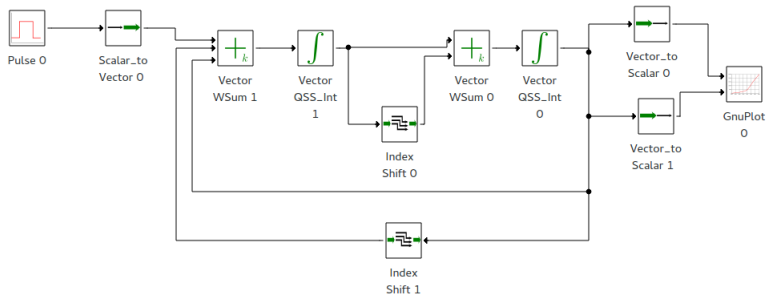 Pulse 0
Scalar_to
Vector 0
k
Vector
WSum 1
Vector
QSS_Int
1
k
Vector
WSum 0
Vector
QSS_Int
0
Vector_to
Scalar 0
GnuPlot
0
Vector_to
Scalar 1
Index
Shift 0
Index
Shift 1